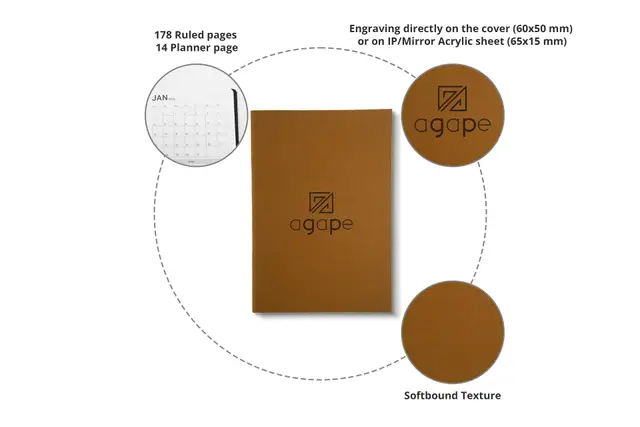 178 Ruled pages
14 Planner page
Engraving directly on the cover (60x50 mm)
or on IP/Mirror Acrylic sheet (65x15 mm)
JAN
agape
agape
Softbound Texture